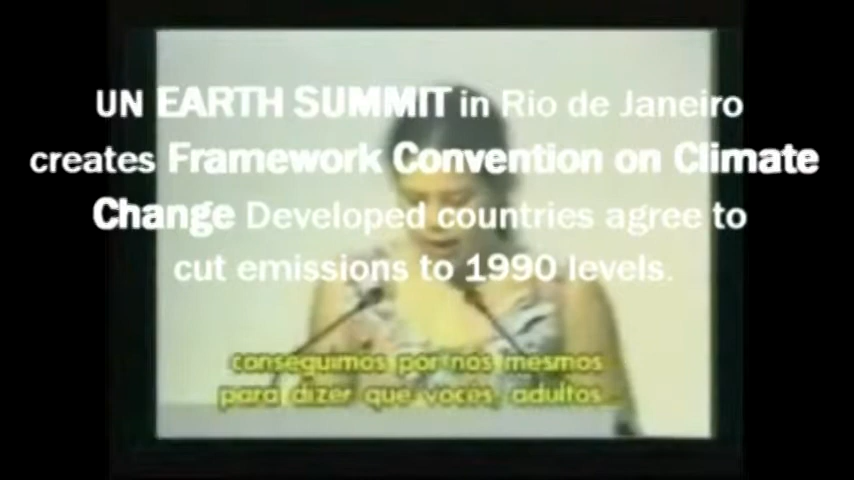 UN EARTH SUMMIT in Rio de Janeiro
creates Framework Convention on Climate
Change Developed countries agree to
cut emissions to 1990 levels.
conseguimos por nós mesmos
para dizer que vocês, adultos...